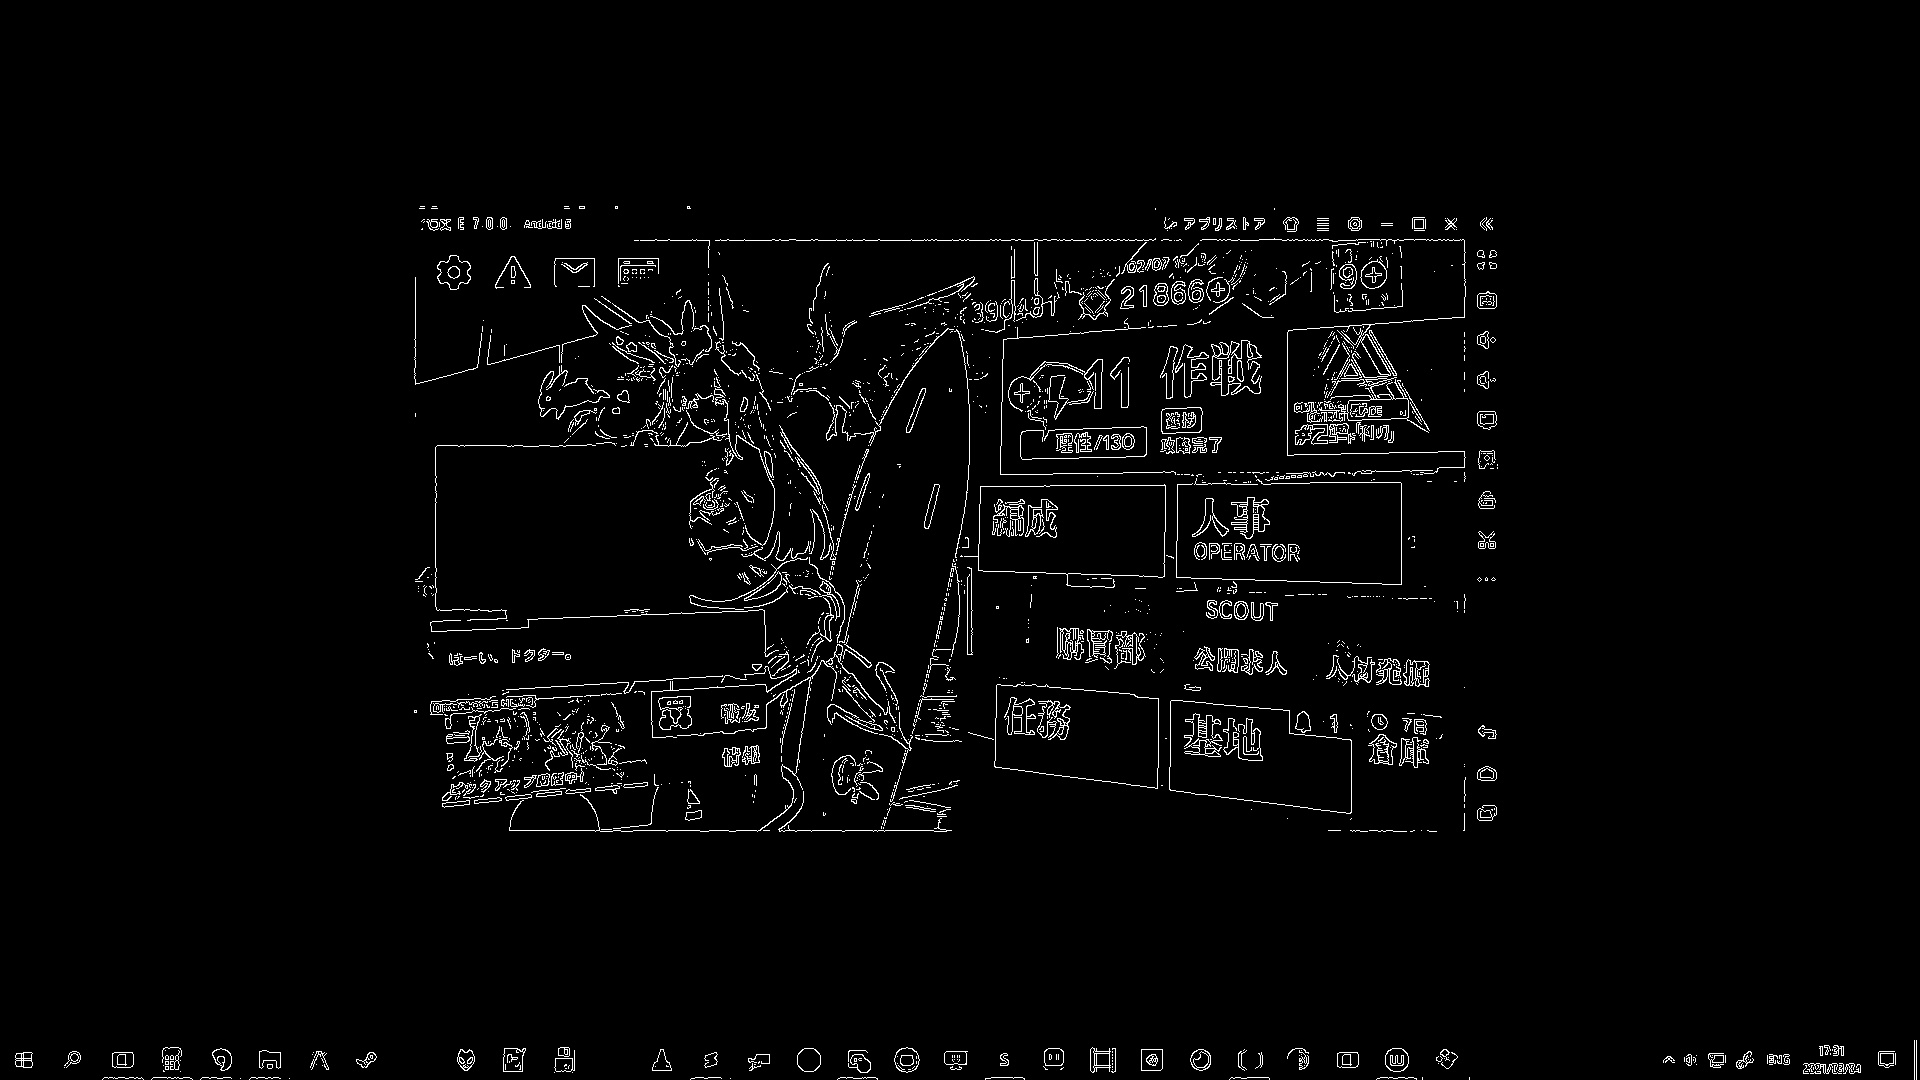 7.0.0 Android 5 アプリストア
02/07
390481 21866 9
11 作戦
進捗
理性/130 攻略完了
編成 人事
OPERATOR
SCOUT
購買部 公開求人 人材発掘
はーい、ドクター。
戦友 任務 基地 1 7日
倉庫
情報
ピックアップ開催中!
S W ENG 17:31
2021/03/04